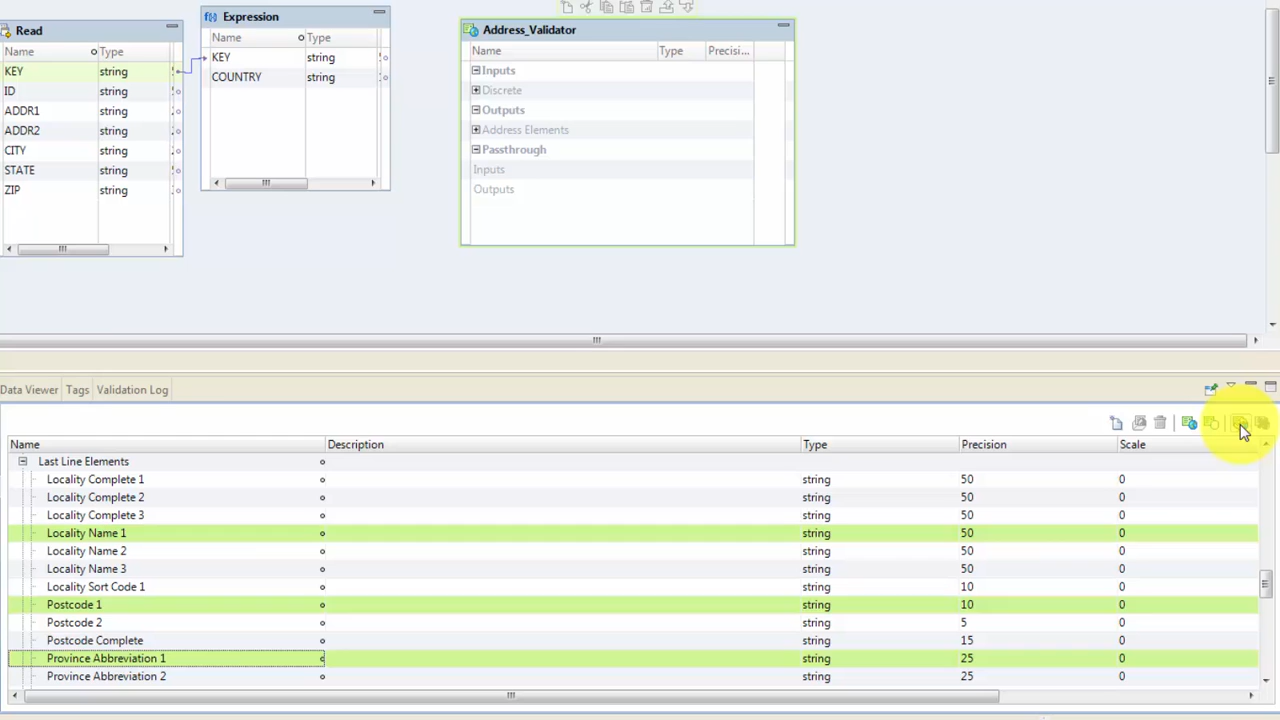 Read
Name Type
KEY string
ID string
ADDR1 string
ADDR2 string
CITY string
STATE string
ZIP string
Expression
Name Type
KEY string
COUNTRY string
Address_Validator
Name Type Precisi...
Inputs
Discrete
Outputs
Address Elements
Passthrough
Inputs
Outputs
Data Viewer Tags Validation Log
Name Description Type Precision Scale
Last Line Elements
Locality Complete 1 string 50 0
Locality Complete 2 string 50 0
Locality Complete 3 string 50 0
Locality Name 1 string 50 0
Locality Name 2 string 50 0
Locality Name 3 string 50 0
Locality Sort Code 1 string 10 0
Postcode 1 string 10 0
Postcode 2 string 5 0
Postcode Complete string 15 0
Province Abbreviation 1 string 25 0
Province Abbreviation 2 string 25 0